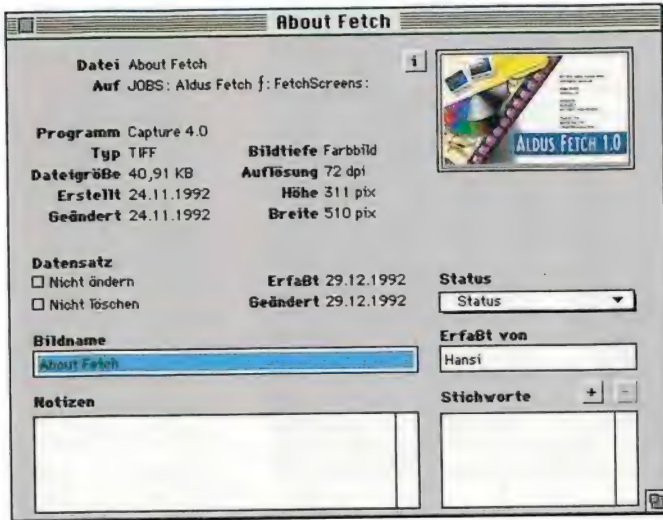 About Fetch
Datei About Fetch
Auf JOBS: Aldus Fetch ƒ: FetchScreens:
i
ALDUS FETCH 1.0
Programm Capture 4.0
Typ TIFF
Dateigröße 40,91 KB
Erstellt 24.11.1992
Geändert 24.11.1992
Bildtiefe Farbbild
Auflösung 72 dpi
Höhe 311 pix
Breite 510 pix
Datensatz
Nicht ändern
Nicht löschen
Erfaßt 29.12.1992
Geändert 29.12.1992
Status
Status
Bildname
About Fetch
Erfaßt von
Hansi
Notizen
Stichworte
+ -